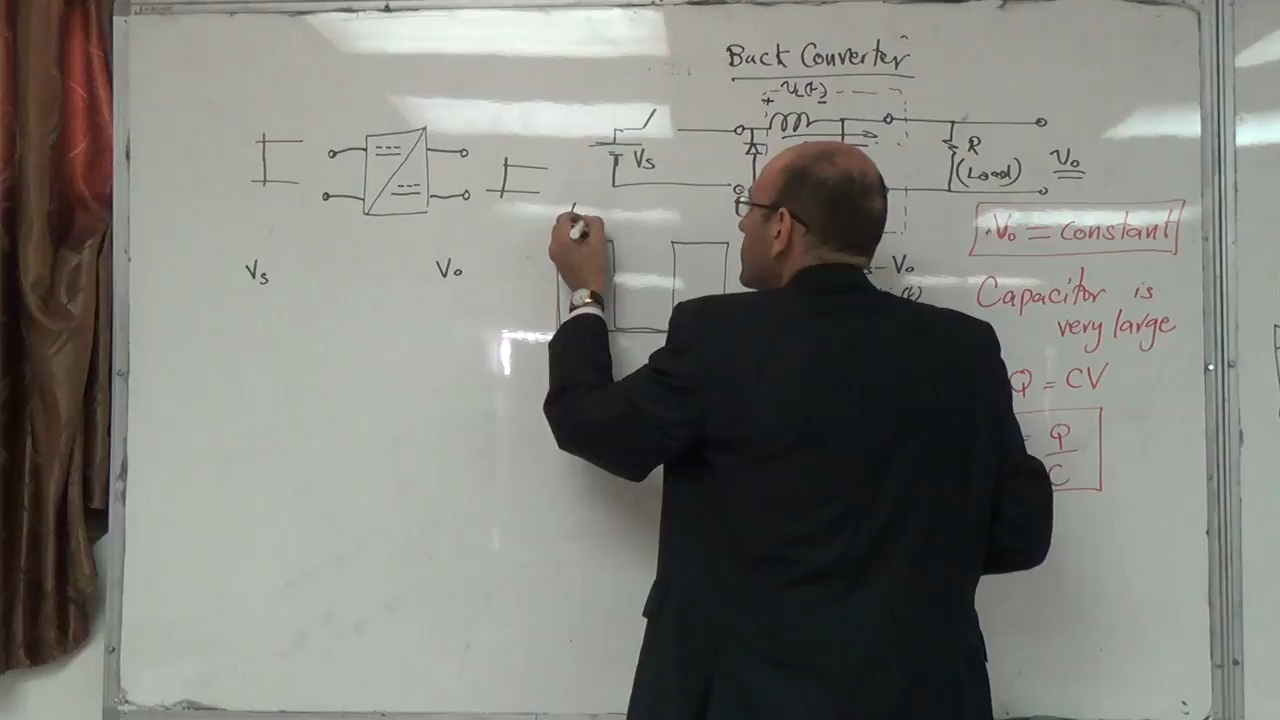 Back Converter
+ VL(t) -
Vs
R
(Load)
Vo
Vo = constant
Vs
Vo
- Vo
(t)
Capacitor is
very large
Q = CV
= Q
C